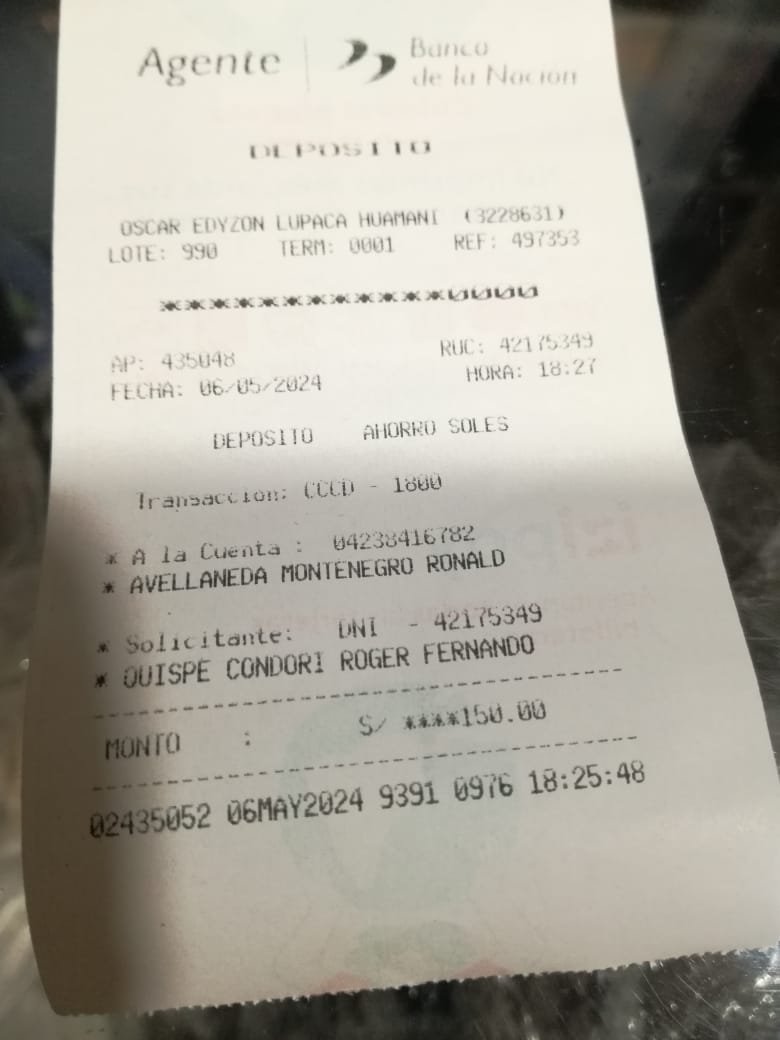 Agente
Banco
de la Nación
DEPOSITO
OSCAR EDYZON LUPACA HUAMANI (3228631)
LOTE: 990 TERM: 0001 REF: 497353
************0000
AP: 435048 RUC: 42175349
FECHA: 06/05/2024 HORA: 18:27
DEPOSITO AHORRO SOLES
Transaccion: CCCD - 1800
* A la Cuenta : 04238416782
* AVELLANEDA MONTENEGRO RONALD
* Solicitante: DNI - 42175349
* QUISPE CONDORI ROGER FERNANDO
MONTO : S/ ****150.00
02435052 06MAY2024 9391 0976 18:25:48